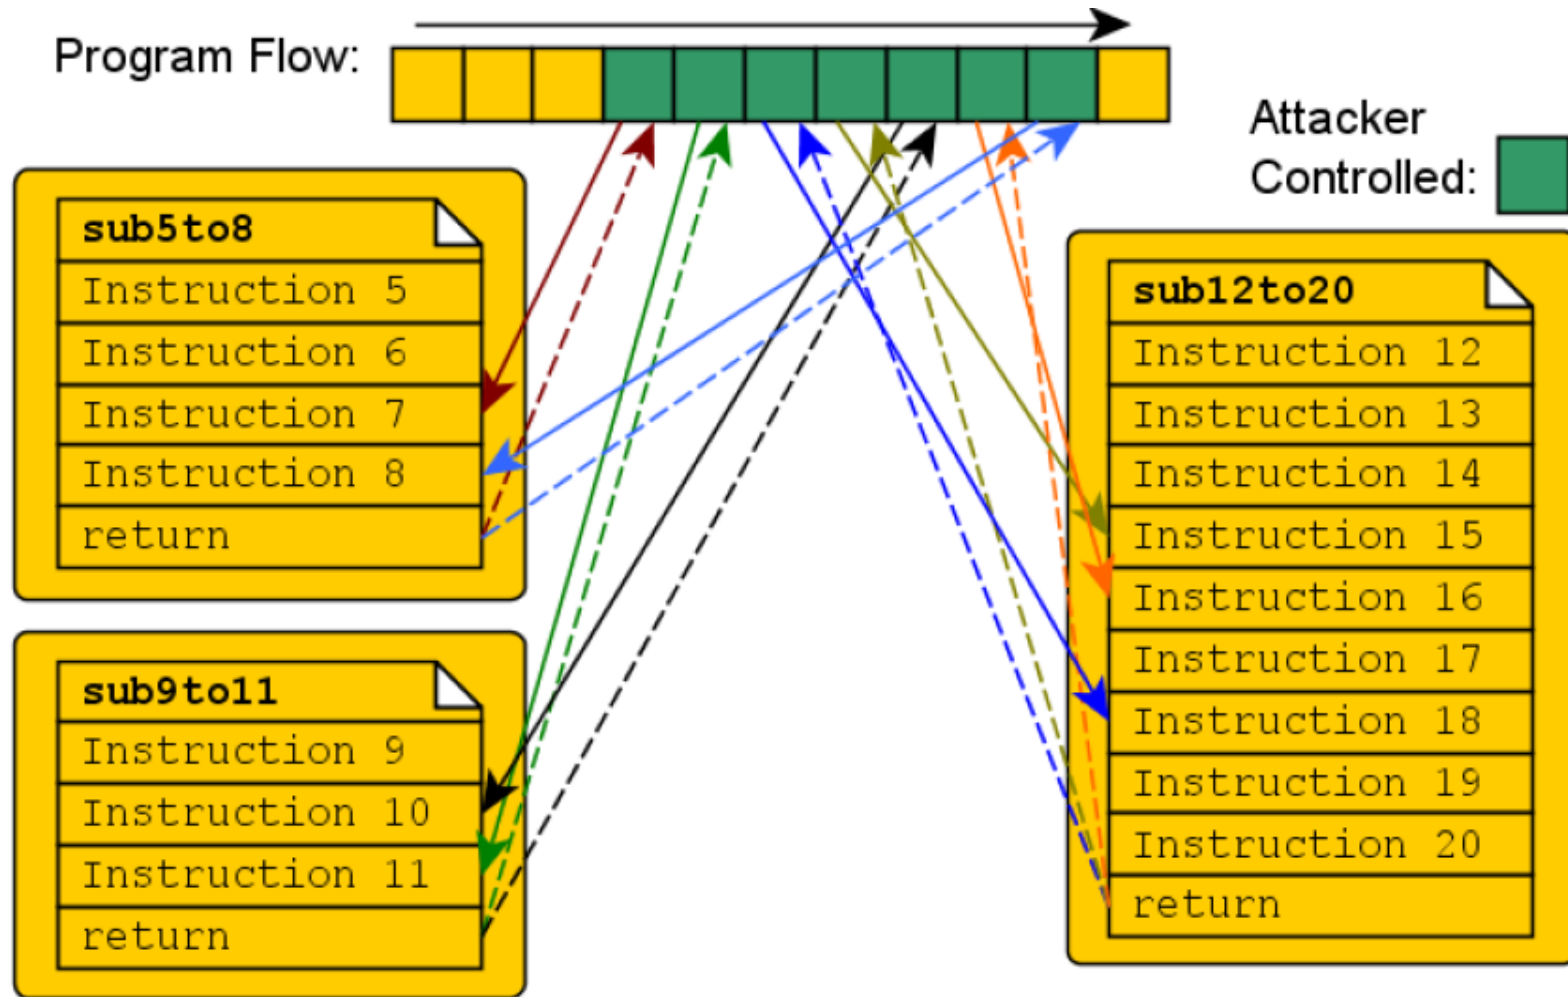 Program Flow:
Attacker
Controlled:
sub5to8
Instruction 5
Instruction 6
Instruction 7
Instruction 8
return
sub9to11
Instruction 9
Instruction 10
Instruction 11
return
sub12to20
Instruction 12
Instruction 13
Instruction 14
Instruction 15
Instruction 16
Instruction 17
Instruction 18
Instruction 19
Instruction 20
return